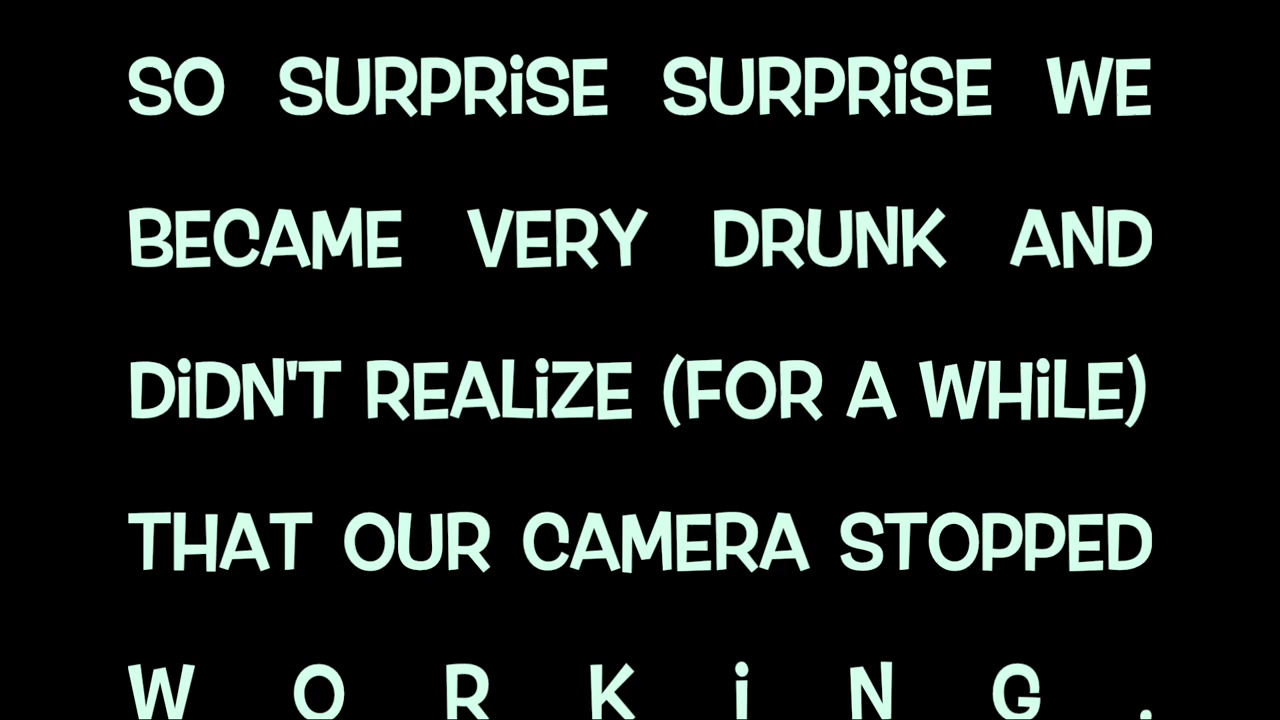 SO SURPRiSE SURPRiSE WE
BECAME VERY DRUNK AND
DiDN'T REALiZE (FOR A WHiLE)
THAT OUR CAMERA STOPPED
W O R K i N G .